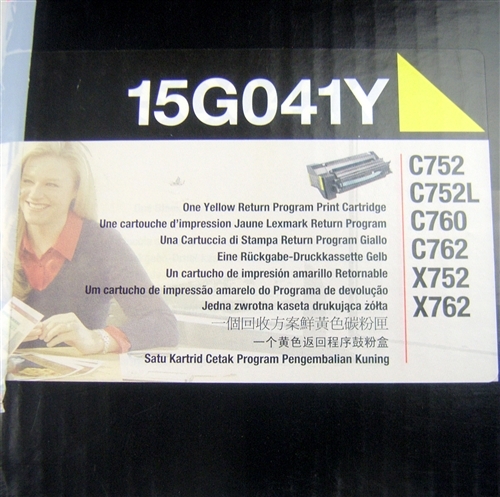 15G041Y
One Yellow Return Program Print Cartridge
Une cartouche d'impression Jaune Lexmark Return Program
Una Cartuccia di Stampa Return Program Giallo
Eine Rückgabe-Druckkassette Gelb
Un cartucho de impresión amarillo Retornable
Um cartucho de impressão amarelo do Programa de devolução
Jedna zwrotna kaseta drukująca żółta
一個回收方案鮮黃色碳粉匣
一个黄色返回程序鼓粉盒
Satu Kartrid Cetak Program Pengembalian Kuning
C752
C752L
C760
C762
X752
X762